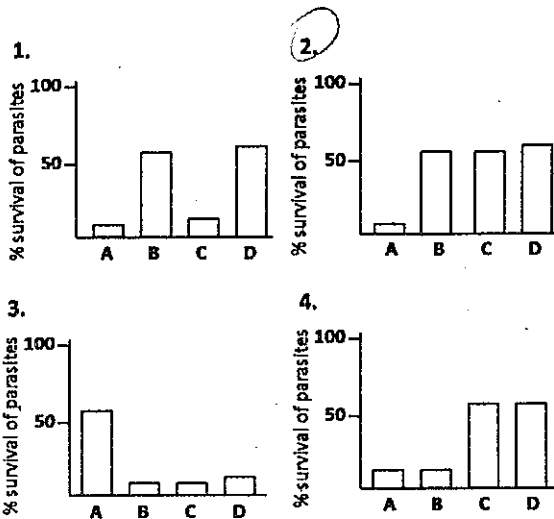 1.
% survival of parasites
100
50
A B C D
2.
% survival of parasites
100
50
A B C D
3.
% survival of parasites
100
50
A B C D
4.
% survival of parasites
100
50
A B C D